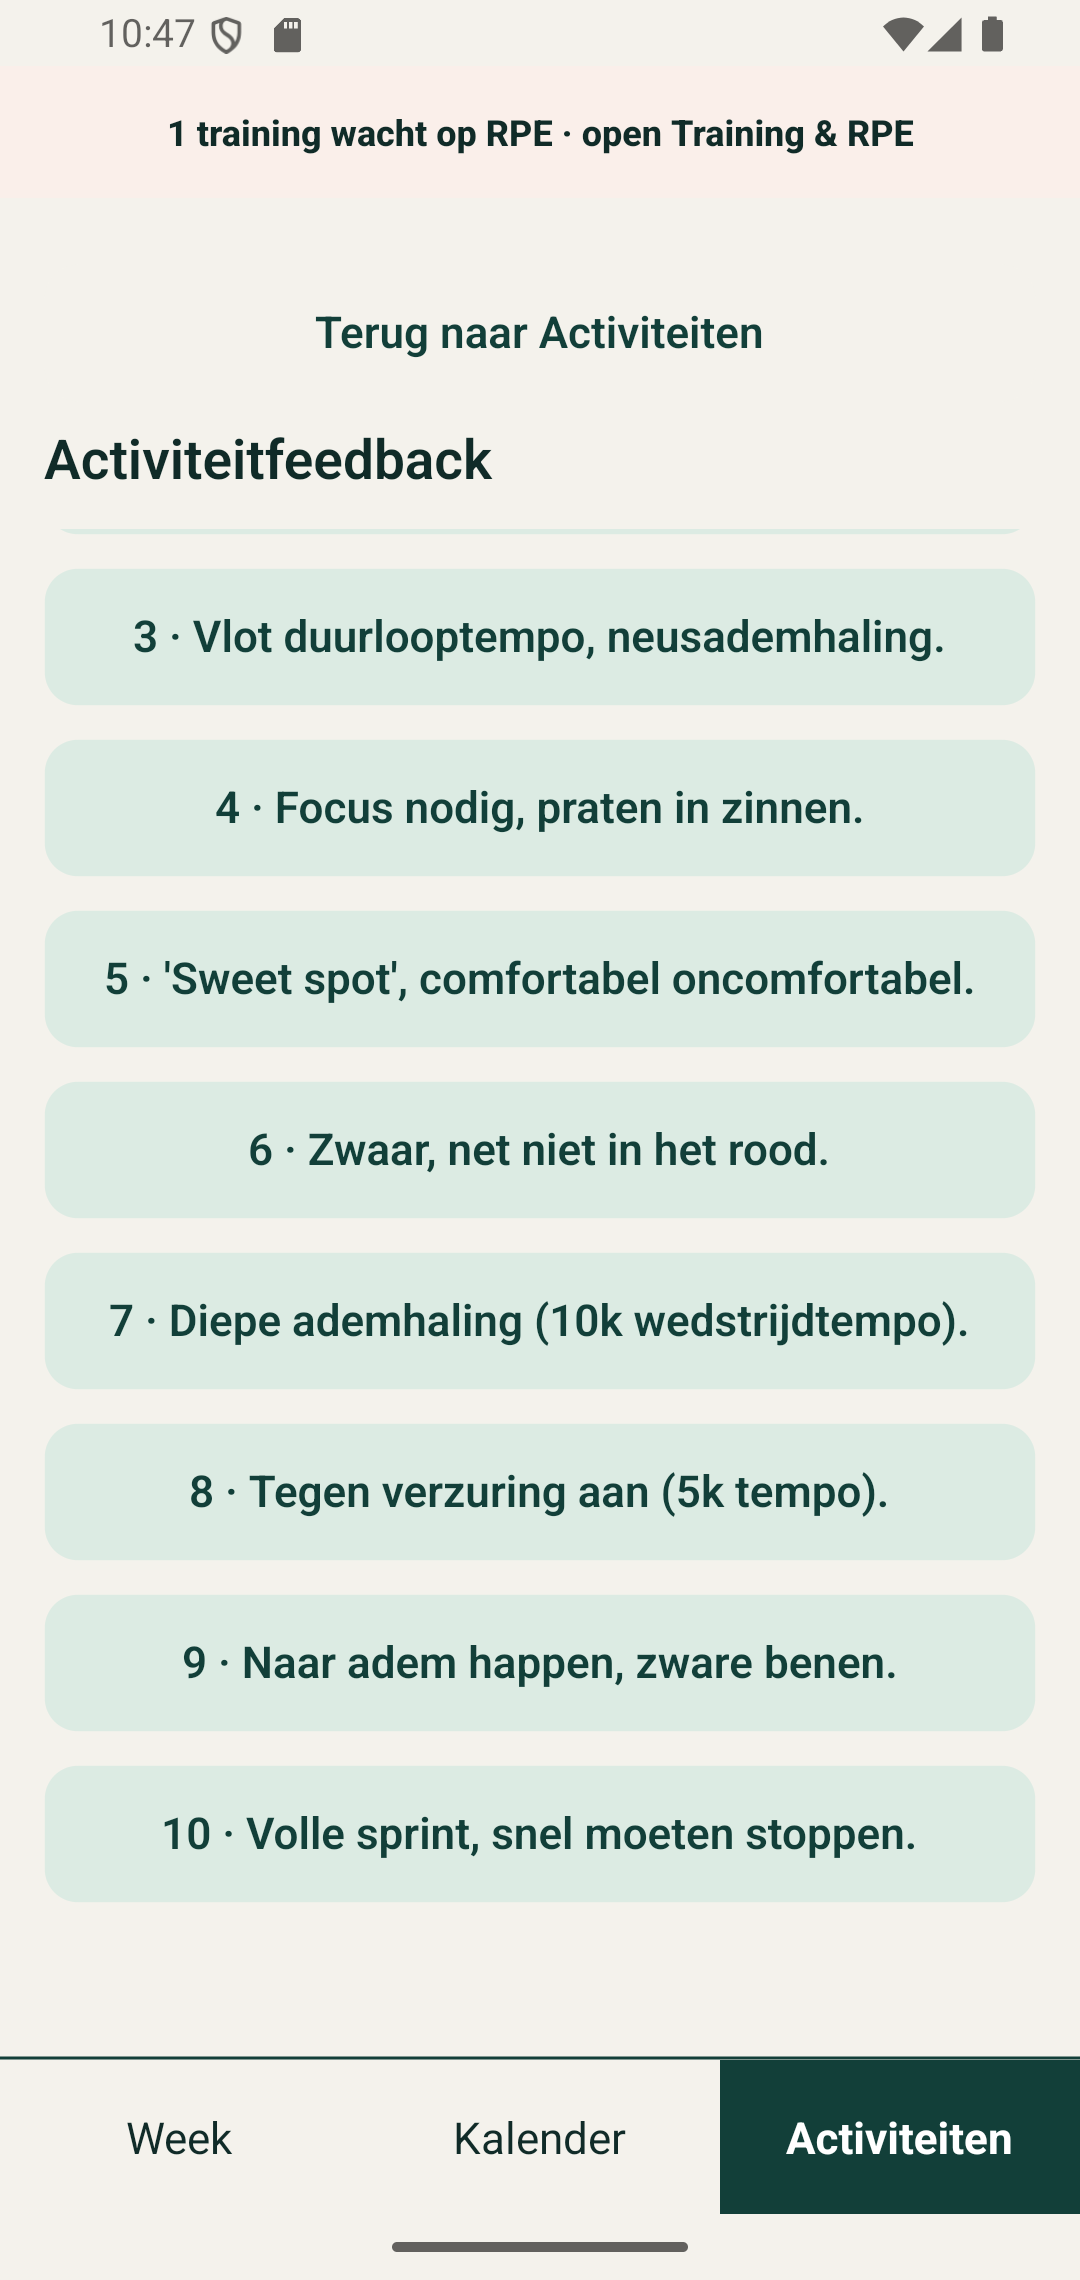 10:47
1 training wacht op RPE · open Training & RPE
Terug naar Activiteiten
Activiteitfeedback
3 · Vlot duurlooptempo, neusademhaling.
4 · Focus nodig, praten in zinnen.
5 · 'Sweet spot', comfortabel oncomfortabel.
6 · Zwaar, net niet in het rood.
7 · Diepe ademhaling (10k wedstrijdtempo).
8 · Tegen verzuring aan (5k tempo).
9 · Naar adem happen, zware benen.
10 · Volle sprint, snel moeten stoppen.
Week Kalender Activiteiten